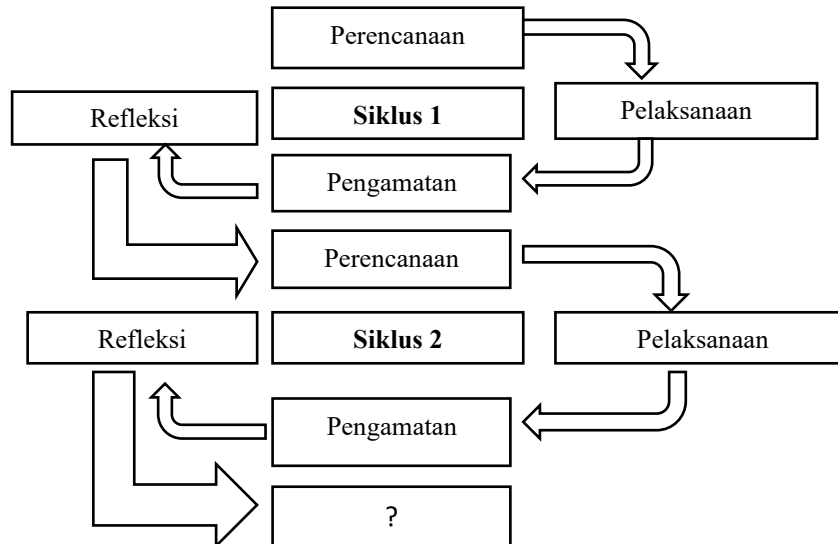 Perencanaan
Refleksi
Siklus 1
Pelaksanaan
Pengamatan
Perencanaan
Refleksi
Siklus 2
Pelaksanaan
Pengamatan
?